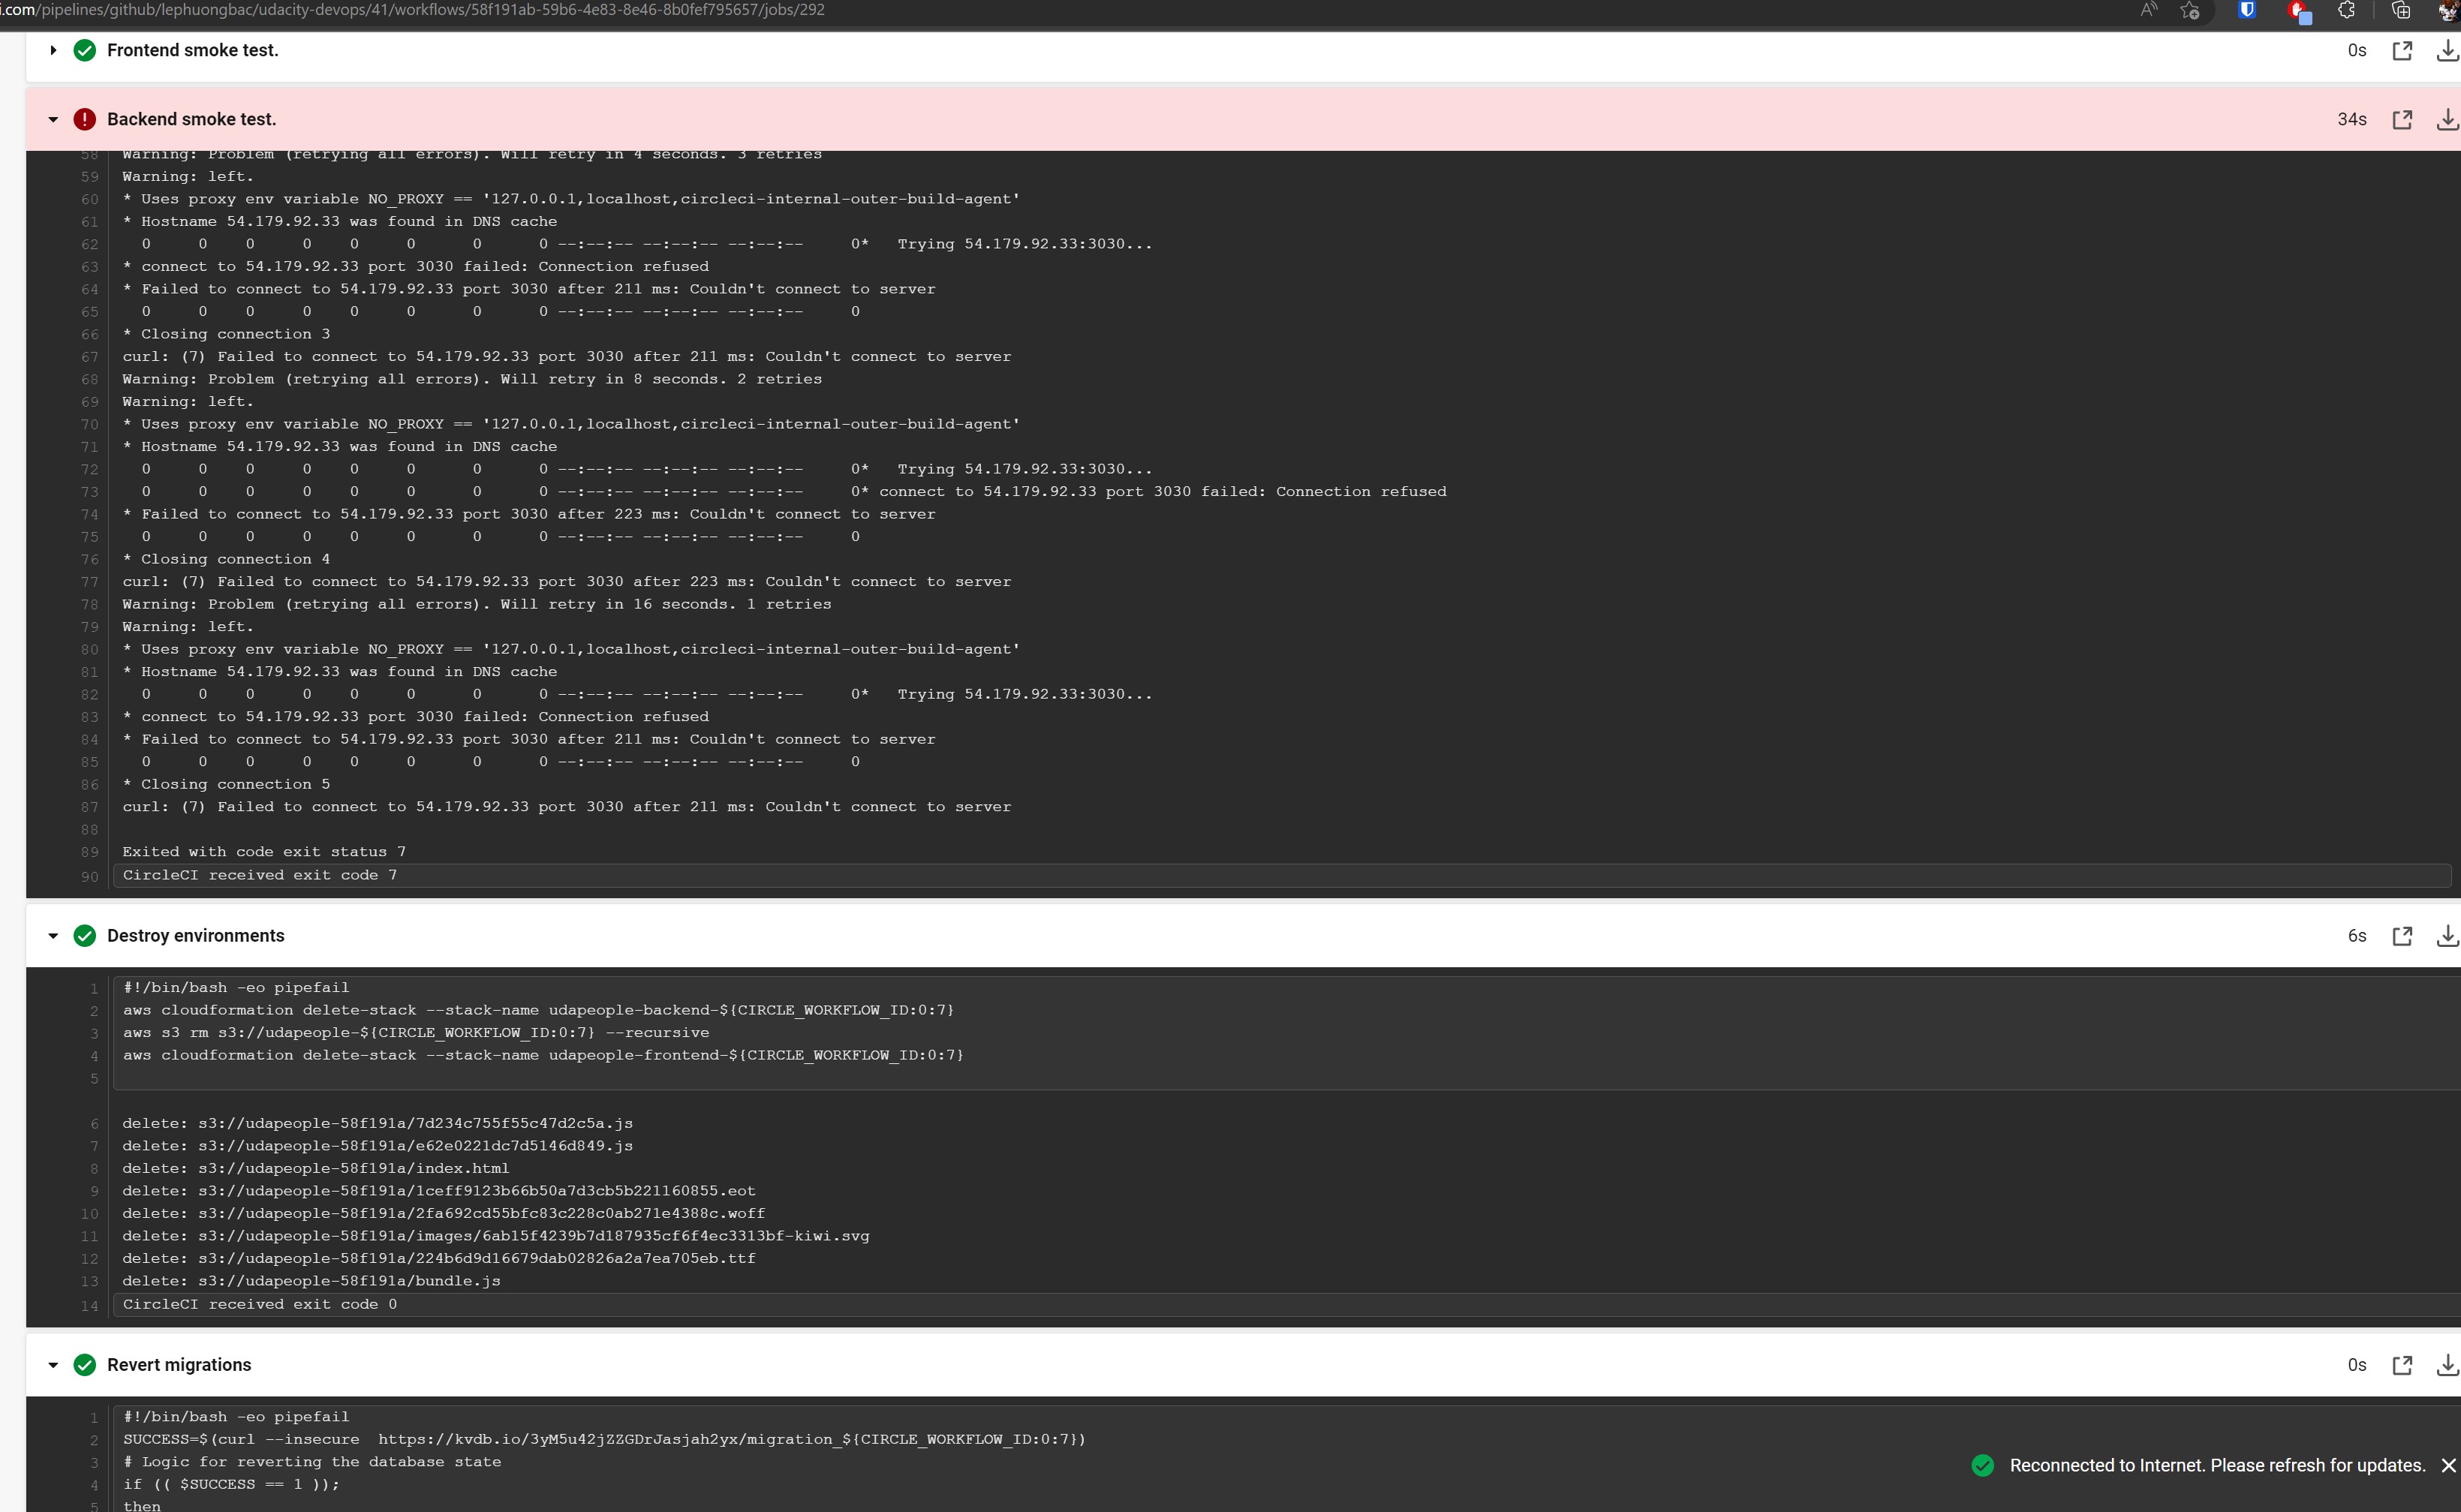 i.com/pipelines/github/lephuongbac/udacity-devops/41/workflows/58f191ab-59b6-4e83-8e46-8b0fef795657/jobs/292
Frontend smoke test.
0s
Backend smoke test.
34s
58 Warning: Problem (retrying all errors). Will retry in 4 seconds. 3 retries
59 Warning: left.
60 * Uses proxy env variable NO_PROXY == '127.0.0.1,localhost,circleci-internal-outer-build-agent'
61 * Hostname 54.179.92.33 was found in DNS cache
62   0     0    0     0    0     0      0      0 --:--:-- --:--:-- --:--:--     0*   Trying 54.179.92.33:3030...
63 * connect to 54.179.92.33 port 3030 failed: Connection refused
64 * Failed to connect to 54.179.92.33 port 3030 after 211 ms: Couldn't connect to server
65   0     0    0     0    0     0      0      0 --:--:-- --:--:-- --:--:--     0
66 * Closing connection 3
67 curl: (7) Failed to connect to 54.179.92.33 port 3030 after 211 ms: Couldn't connect to server
68 Warning: Problem (retrying all errors). Will retry in 8 seconds. 2 retries
69 Warning: left.
70 * Uses proxy env variable NO_PROXY == '127.0.0.1,localhost,circleci-internal-outer-build-agent'
71 * Hostname 54.179.92.33 was found in DNS cache
72   0     0    0     0    0     0      0      0 --:--:-- --:--:-- --:--:--     0*   Trying 54.179.92.33:3030...
73   0     0    0     0    0     0      0      0 --:--:-- --:--:-- --:--:--     0* connect to 54.179.92.33 port 3030 failed: Connection refused
74 * Failed to connect to 54.179.92.33 port 3030 after 223 ms: Couldn't connect to server
75   0     0    0     0    0     0      0      0 --:--:-- --:--:-- --:--:--     0
76 * Closing connection 4
77 curl: (7) Failed to connect to 54.179.92.33 port 3030 after 223 ms: Couldn't connect to server
78 Warning: Problem (retrying all errors). Will retry in 16 seconds. 1 retries
79 Warning: left.
80 * Uses proxy env variable NO_PROXY == '127.0.0.1,localhost,circleci-internal-outer-build-agent'
81 * Hostname 54.179.92.33 was found in DNS cache
82   0     0    0     0    0     0      0      0 --:--:-- --:--:-- --:--:--     0*   Trying 54.179.92.33:3030...
83 * connect to 54.179.92.33 port 3030 failed: Connection refused
84 * Failed to connect to 54.179.92.33 port 3030 after 211 ms: Couldn't connect to server
85   0     0    0     0    0     0      0      0 --:--:-- --:--:-- --:--:--     0
86 * Closing connection 5
87 curl: (7) Failed to connect to 54.179.92.33 port 3030 after 211 ms: Couldn't connect to server
88
89 Exited with code exit status 7
90 CircleCI received exit code 7
Destroy environments
6s
1 #!/bin/bash -eo pipefail
2 aws cloudformation delete-stack --stack-name udapeople-backend-${CIRCLE_WORKFLOW_ID:0:7}
3 aws s3 rm s3://udapeople-${CIRCLE_WORKFLOW_ID:0:7} --recursive
4 aws cloudformation delete-stack --stack-name udapeople-frontend-${CIRCLE_WORKFLOW_ID:0:7}
5
6 delete: s3://udapeople-58f191a/7d234c755f55c47d2c5a.js
7 delete: s3://udapeople-58f191a/e62e0221dc7d5146d849.js
8 delete: s3://udapeople-58f191a/index.html
9 delete: s3://udapeople-58f191a/1ceff9123b66b50a7d3cb5b221160855.eot
10 delete: s3://udapeople-58f191a/2fa692cd55bfc83c228c0ab271e4388c.woff
11 delete: s3://udapeople-58f191a/images/6ab15f4239b7d187935cf6f4ec3313bf-kiwi.svg
12 delete: s3://udapeople-58f191a/224b6d9d16679dab02826a2a7ea705eb.ttf
13 delete: s3://udapeople-58f191a/bundle.js
14 CircleCI received exit code 0
Revert migrations
0s
1 #!/bin/bash -eo pipefail
2 SUCCESS=$(curl --insecure  https://kvdb.io/3yM5u42jZZGDrJasjah2yx/migration_${CIRCLE_WORKFLOW_ID:0:7})
3 # Logic for reverting the database state
4 if (( $SUCCESS == 1 ));
5 then
Reconnected to Internet. Please refresh for updates.